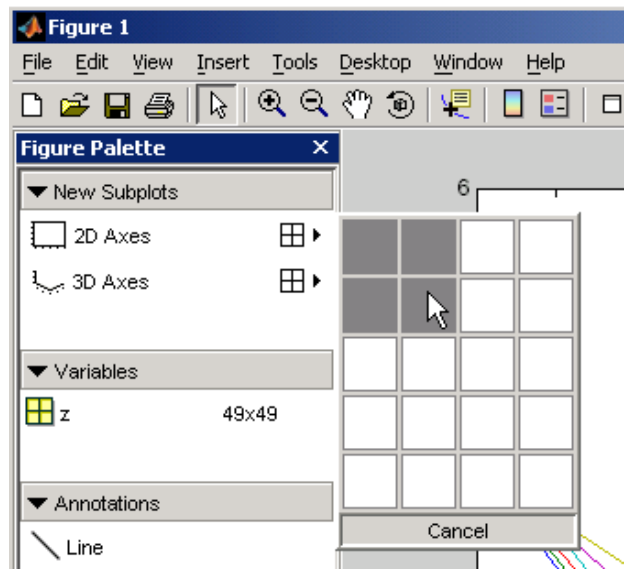 Figure 1
File Edit View Insert Tools Desktop Window Help
Figure Palette
New Subplots
6
2D Axes
3D Axes
Variables
z 49x49
Annotations
Cancel
Line